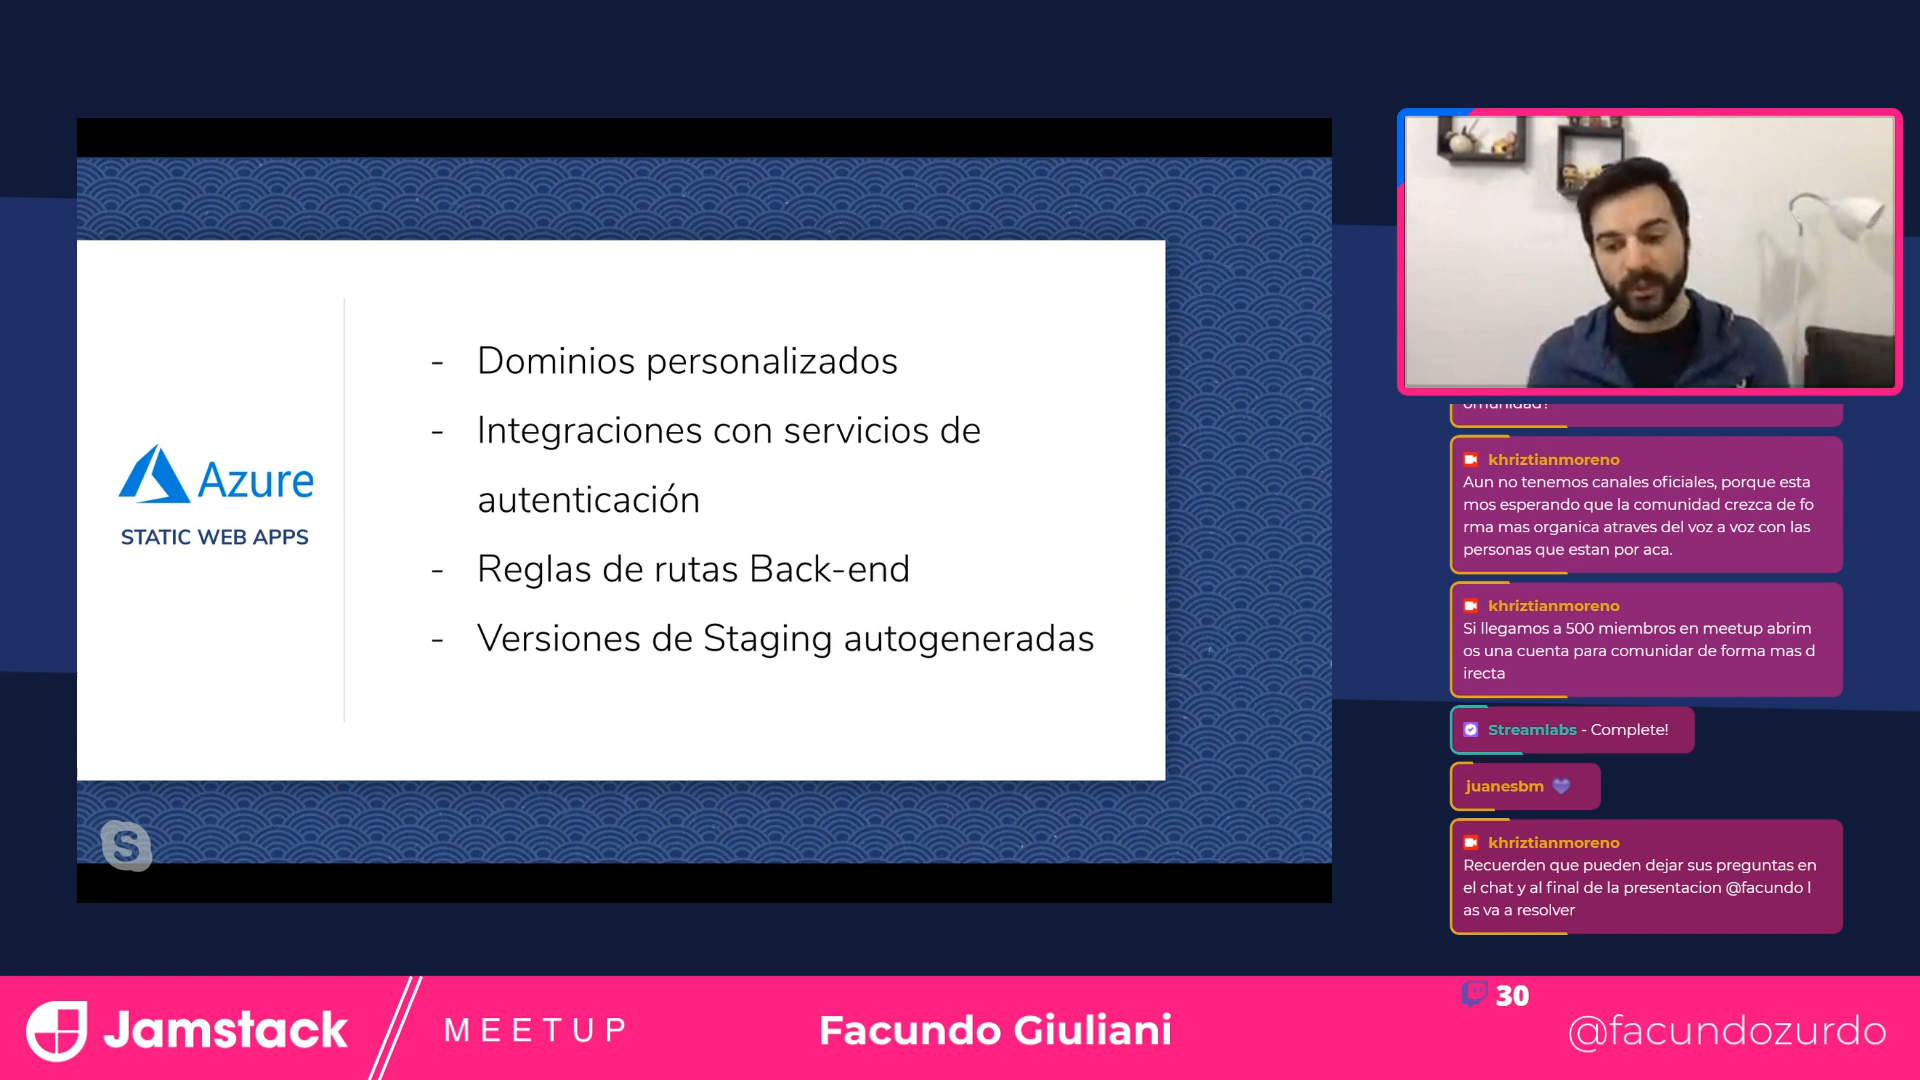 Azure
STATIC WEB APPS
- Dominios personalizados
- Integraciones con servicios de
autenticación
- Reglas de rutas Back-end
- Versiones de Staging autogeneradas
S
omunidad?
khriztianmoreno
Aun no tenemos canales oficiales, porque esta
mos esperando que la comunidad crezca de fo
rma mas organica atraves del voz a voz con las
personas que estan por aca.
khriztianmoreno
Si llegamos a 500 miembros en meetup abrim
os una cuenta para comunidar de forma mas d
irecta
Streamlabs - Complete!
juanesbm 💜
khriztianmoreno
Recuerden que pueden dejar sus preguntas en
el chat y al final de la presentacion @facundo l
as va a resolver
Jamstack
MEETUP
Facundo Giuliani
30
@facundozurdo